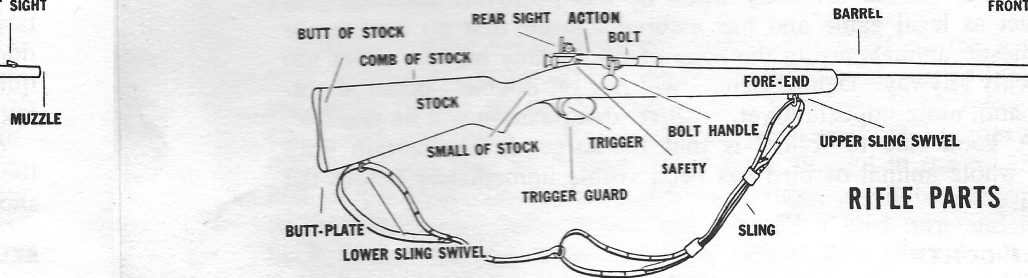 SIGHT
MUZZLE
REAR SIGHT
ACTION
BOLT
BARREL
FRONT
BUTT OF STOCK
COMB OF STOCK
STOCK
FORE-END
SMALL OF STOCK
TRIGGER
BOLT HANDLE
UPPER SLING SWIVEL
SAFETY
TRIGGER GUARD
RIFLE PARTS
BUTT-PLATE
SLING
LOWER SLING SWIVEL